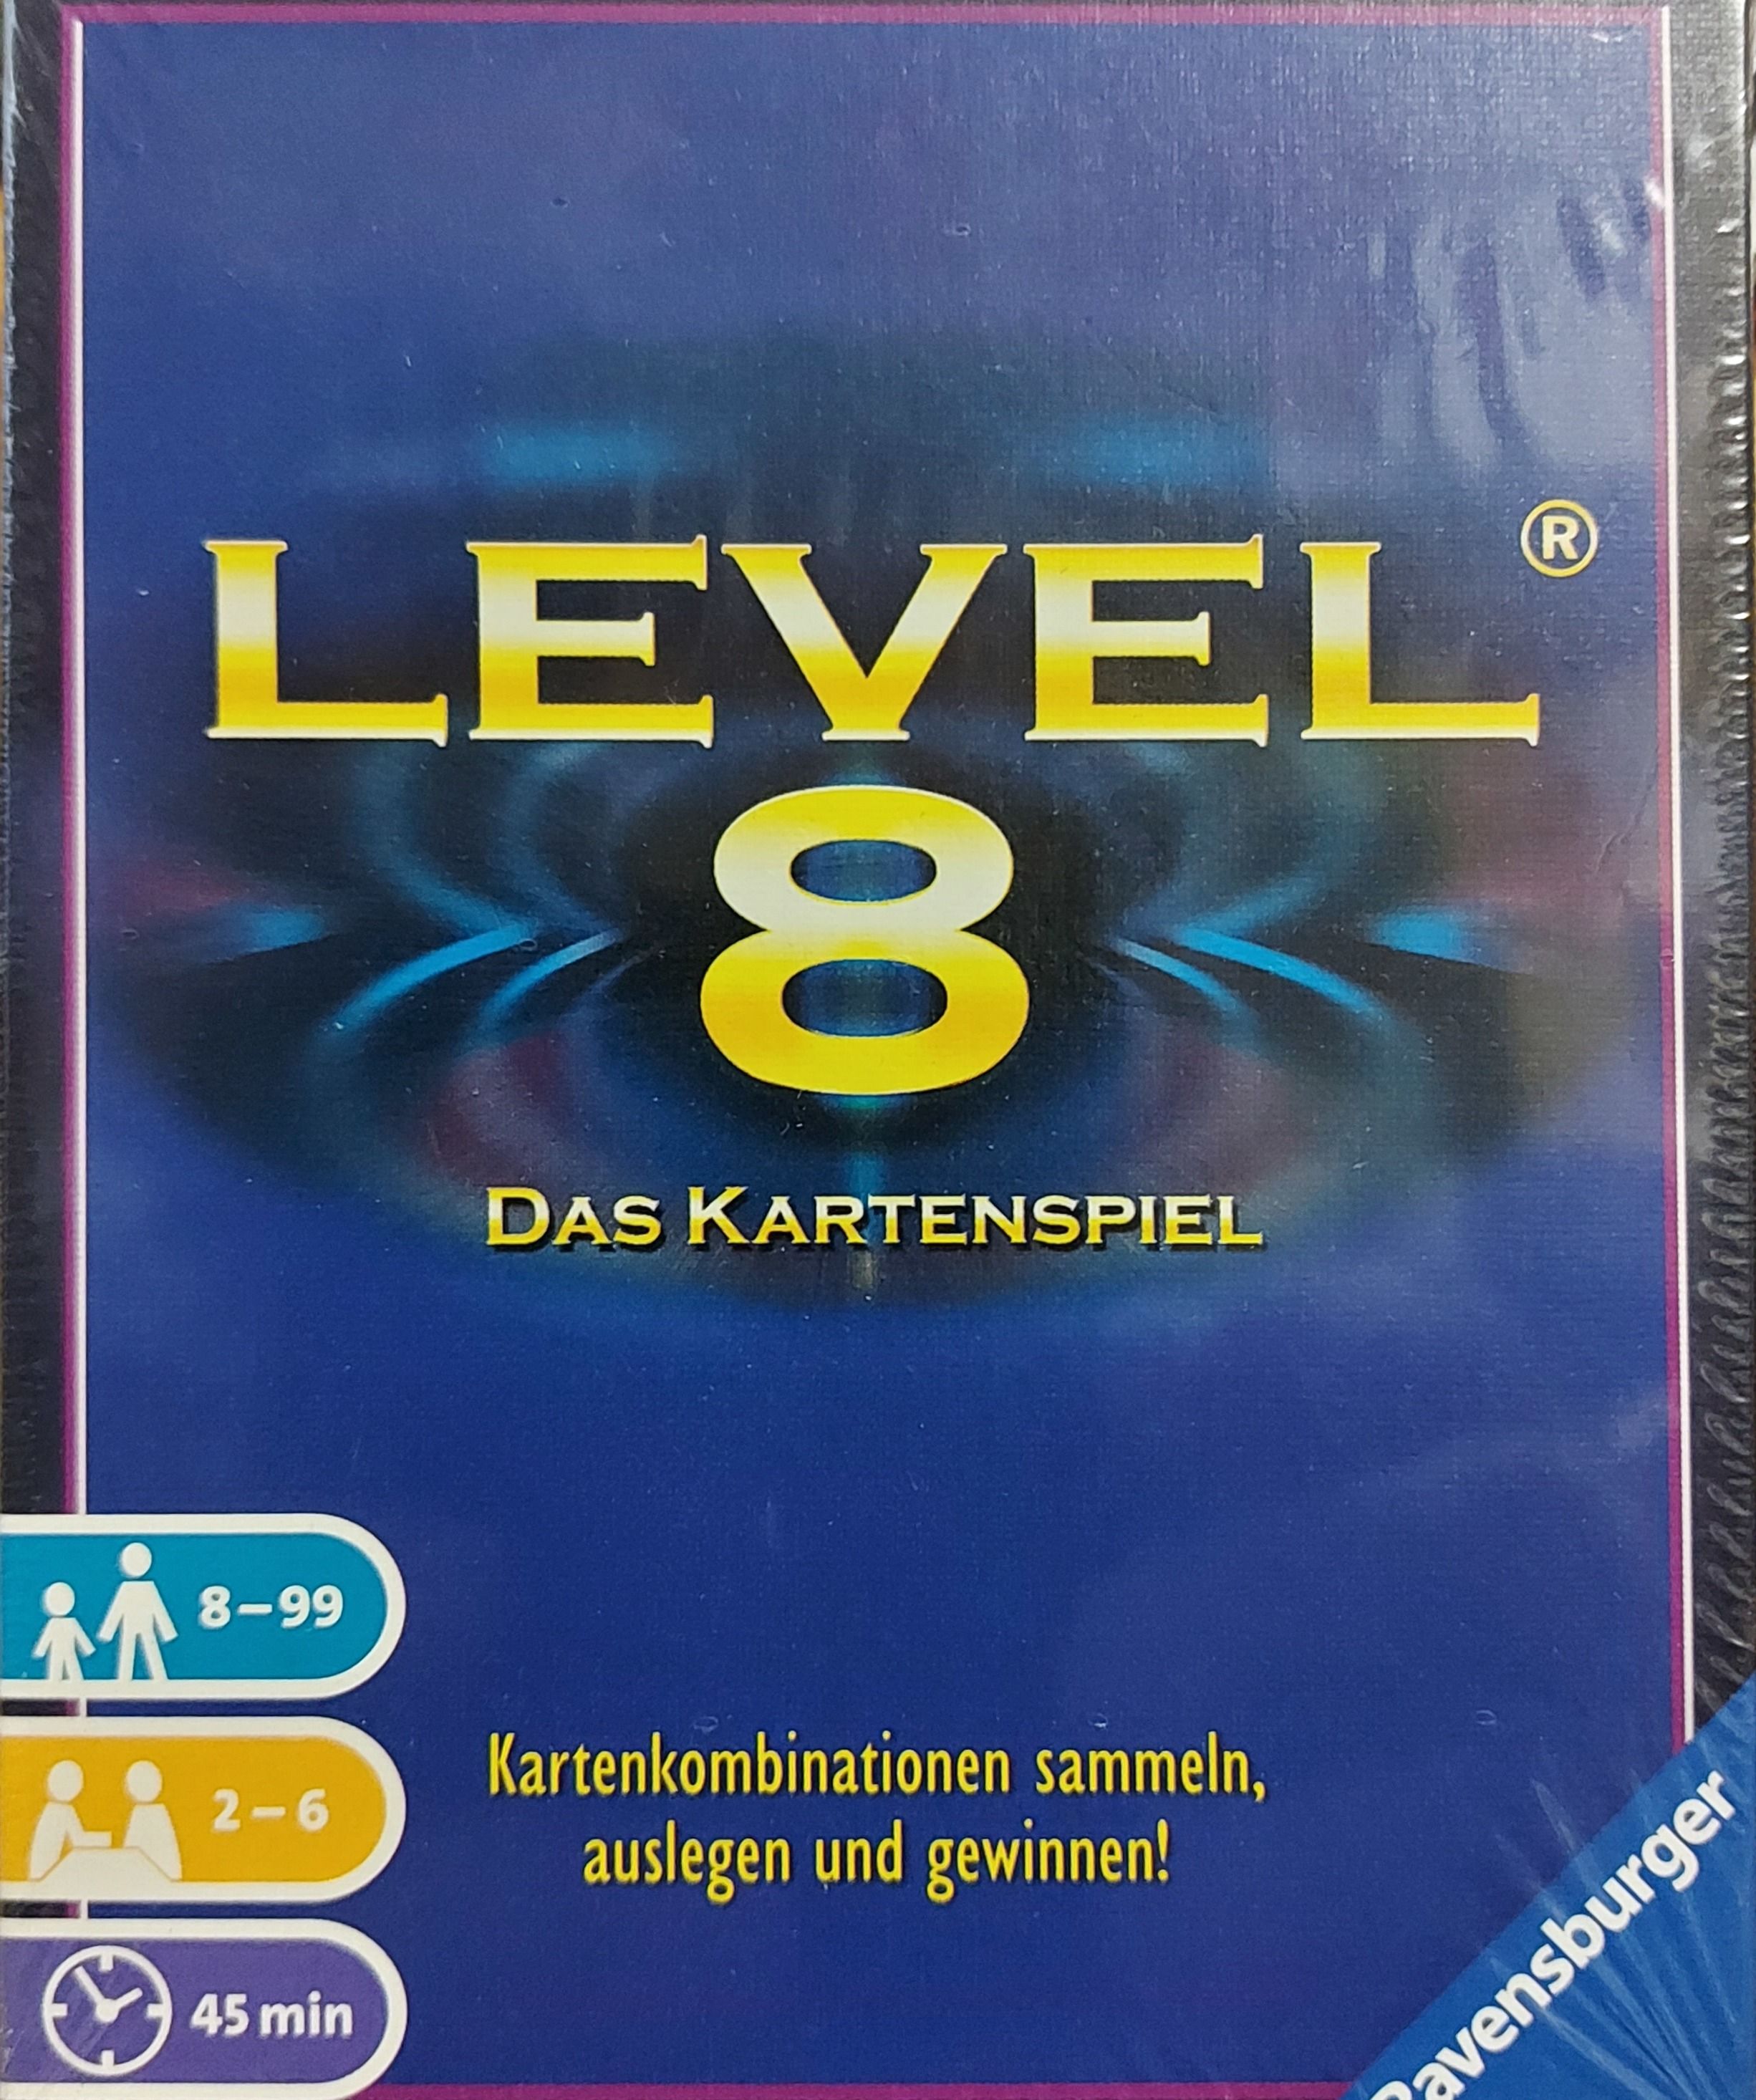 LEVEL®
8
DAS KARTENSPIEL
8–99
2–6
Kartenkombinationen sammeln,
auslegen und gewinnen!
45 min
Ravensburger